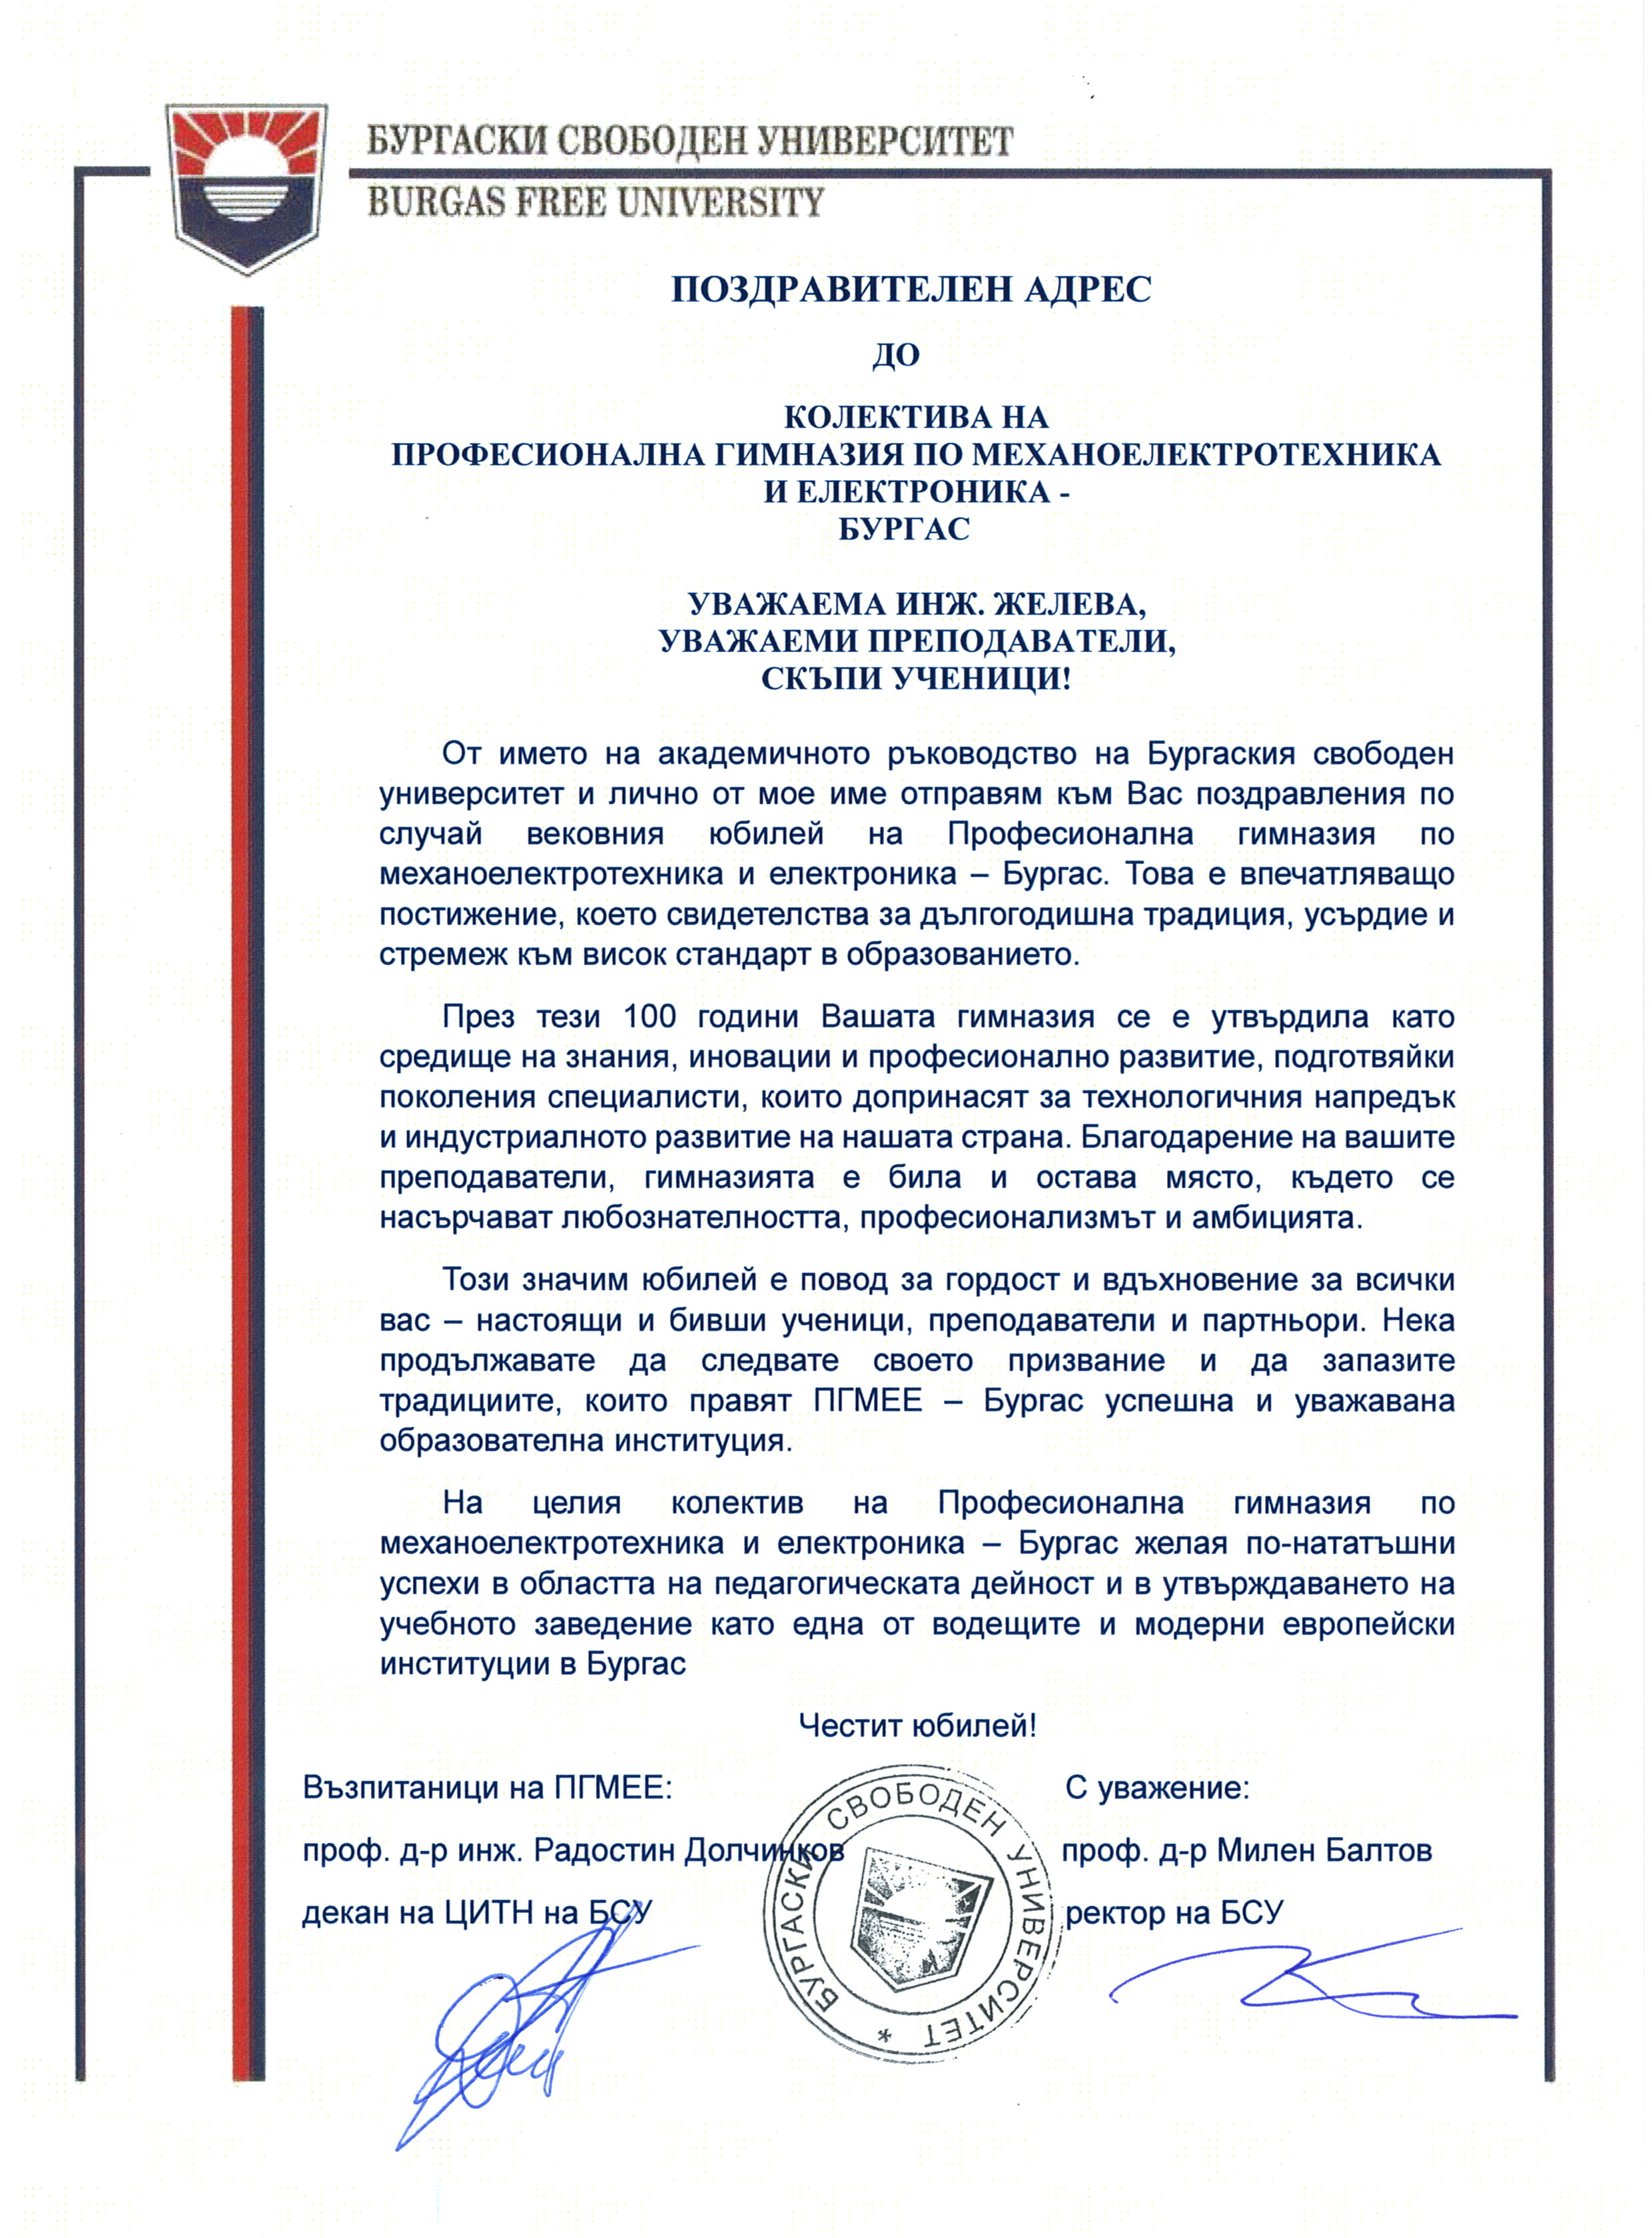 БУРГАСКИ СВОБОДЕН УНИВЕРСИТЕТ
BURGAS FREE UNIVERSITY
ПОЗДРАВИТЕЛЕН АДРЕС
ДО
КОЛЕКТИВА НА
ПРОФЕСИОНАЛНА ГИМНАЗИЯ ПО МЕХАНОЕЛЕКТРОТЕХНИКА
И ЕЛЕКТРОНИКА -
БУРГАС
УВАЖАЕМА ИНЖ. ЖЕЛЕВА,
УВАЖАЕМИ ПРЕПОДАВАТЕЛИ,
СКЪПИ УЧЕНИЦИ!
От името на академичното ръководство на Бургаския свободен
университет и лично от мое име отправям към Вас поздравления по
случай вековния юбилей на Професионална гимназия по
механоелектротехника и електроника – Бургас. Това е впечатляващо
постижение, което свидетелства за дългогодишна традиция, усърдие и
стремеж към висок стандарт в образованието.
През тези 100 години Вашата гимназия се е утвърдила като
средище на знания, иновации и професионално развитие, подготвяйки
поколения специалисти, които допринасят за технологичния напредък
и индустриалното развитие на нашата страна. Благодарение на вашите
преподаватели, гимназията е била и остава място, където се
насърчават любознателността, професионализмът и амбицията.
Този значим юбилей е повод за гордост и вдъхновение за всички
вас – настоящи и бивши ученици, преподаватели и партньори. Нека
продължавате да следвате своето призвание и да запазите
традициите, които правят ПГМЕЕ – Бургас успешна и уважавана
образователна институция.
На целия колектив на Професионална гимназия по
механоелектротехника и електроника – Бургас желая по-нататъшни
успехи в областта на педагогическата дейност и в утвърждаването на
учебното заведение като една от водещите и модерни европейски
институции в Бургас
Честит юбилей!
Възпитаници на ПГМЕЕ: С уважение:
проф. д-р инж. Радостин Долчинков проф. д-р Милен Балтов
декан на ЦИТН на БСУ ректор на БСУ
БУРГАСКИ СВОБОДЕН УНИВЕРСИТЕТ *